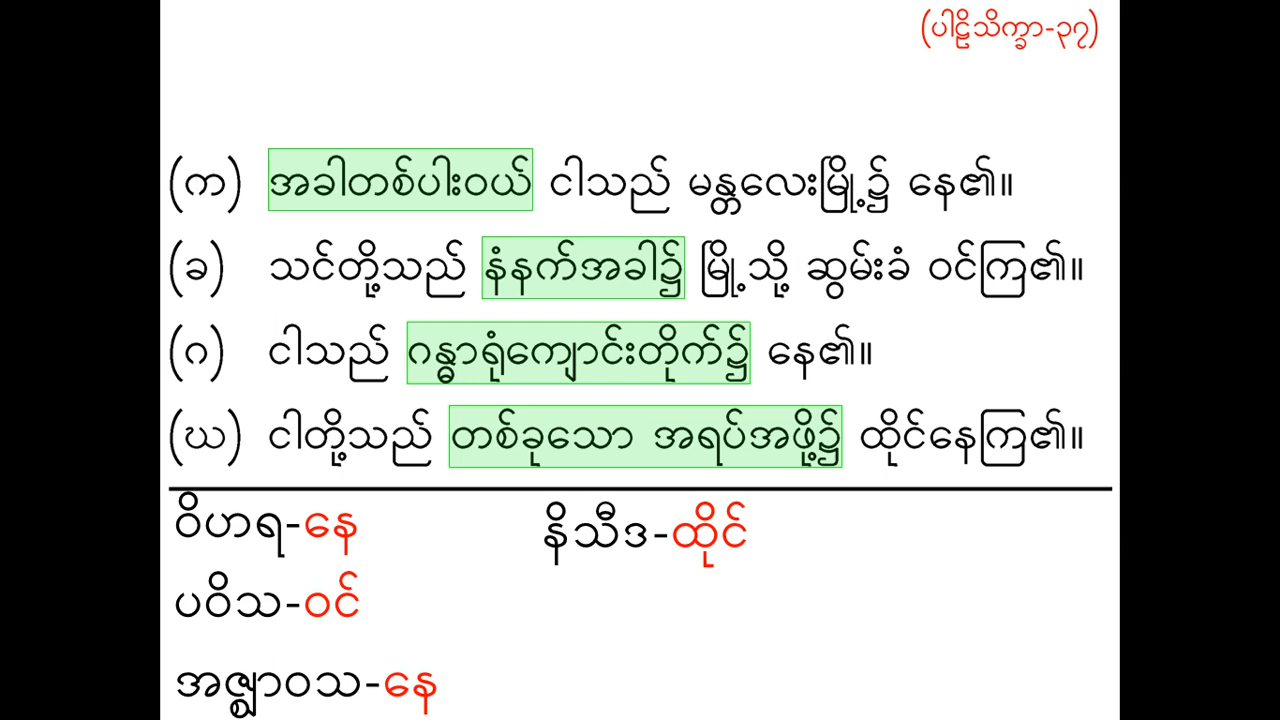 (ပါဠိသိက္ခာ-၃၇)
(က) အခါတစ်ပါးဝယ် ငါသည် မန္တလေးမြို့၌ နေ၏။
(ခ) သင်တို့သည် နံနက်အခါ၌ မြို့သို့ ဆွမ်းခံ ဝင်ကြ၏။
(ဂ) ငါသည် ဂန္ဓာရုံကျောင်းတိုက်၌ နေ၏။
(ဃ) ငါတို့သည် တစ်ခုသော အရပ်အဖို့၌ ထိုင်နေကြ၏။
ဝိဟရ-နေ နိသီဒ-ထိုင်
ပဝိသ-ဝင်
အဇ္ဈာဝသ-နေ